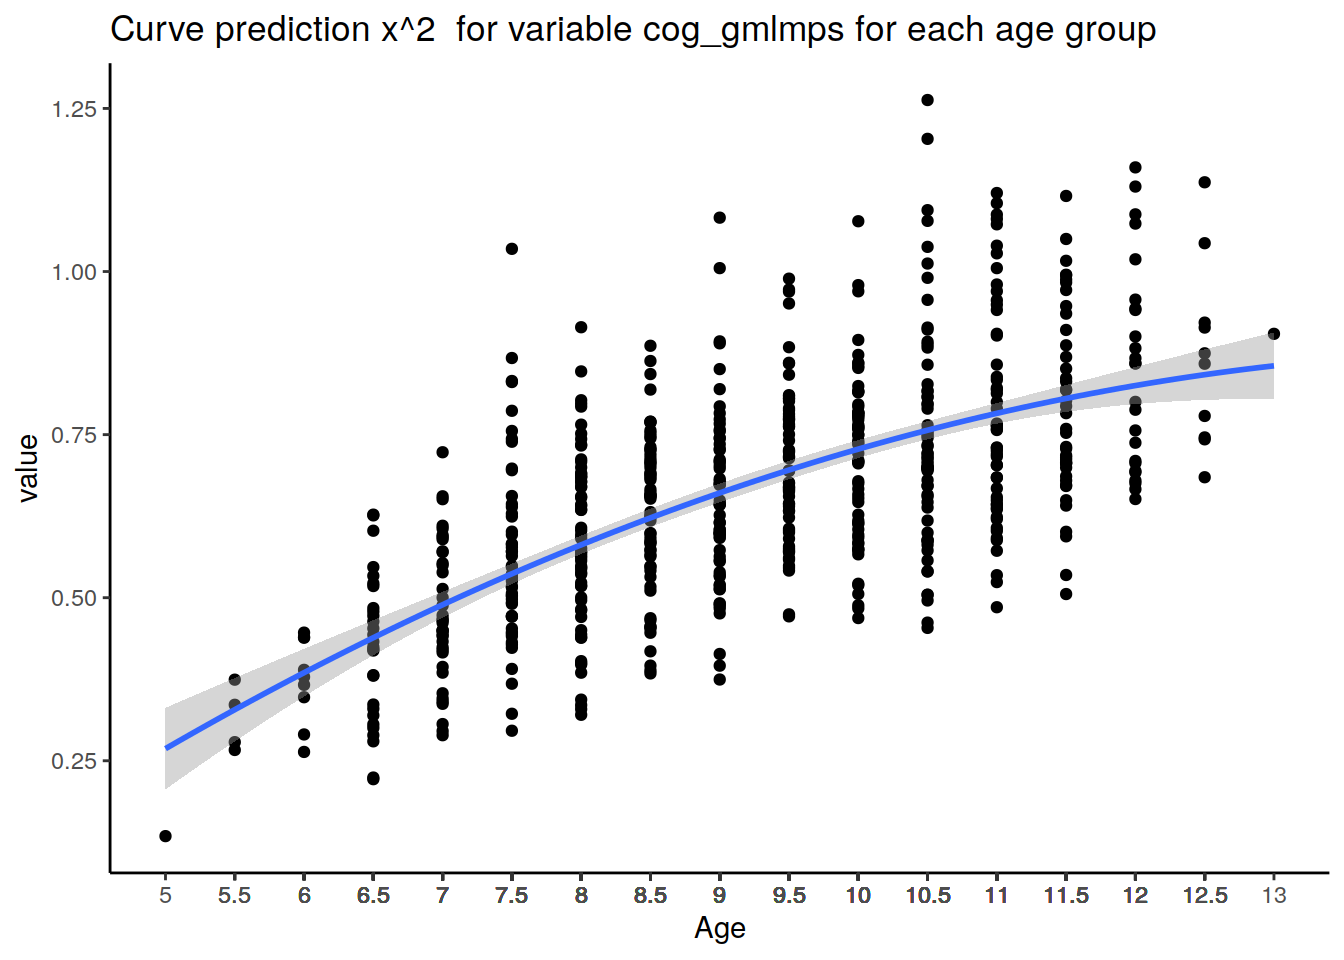 Curve prediction x^2  for variable cog_gmlmps for each age group
value
1.25
1.00
0.75
0.50
0.25
5 5.5 6 6.5 7 7.5 8 8.5 9 9.5 10 10.5 11 11.5 12 12.5 13
Age